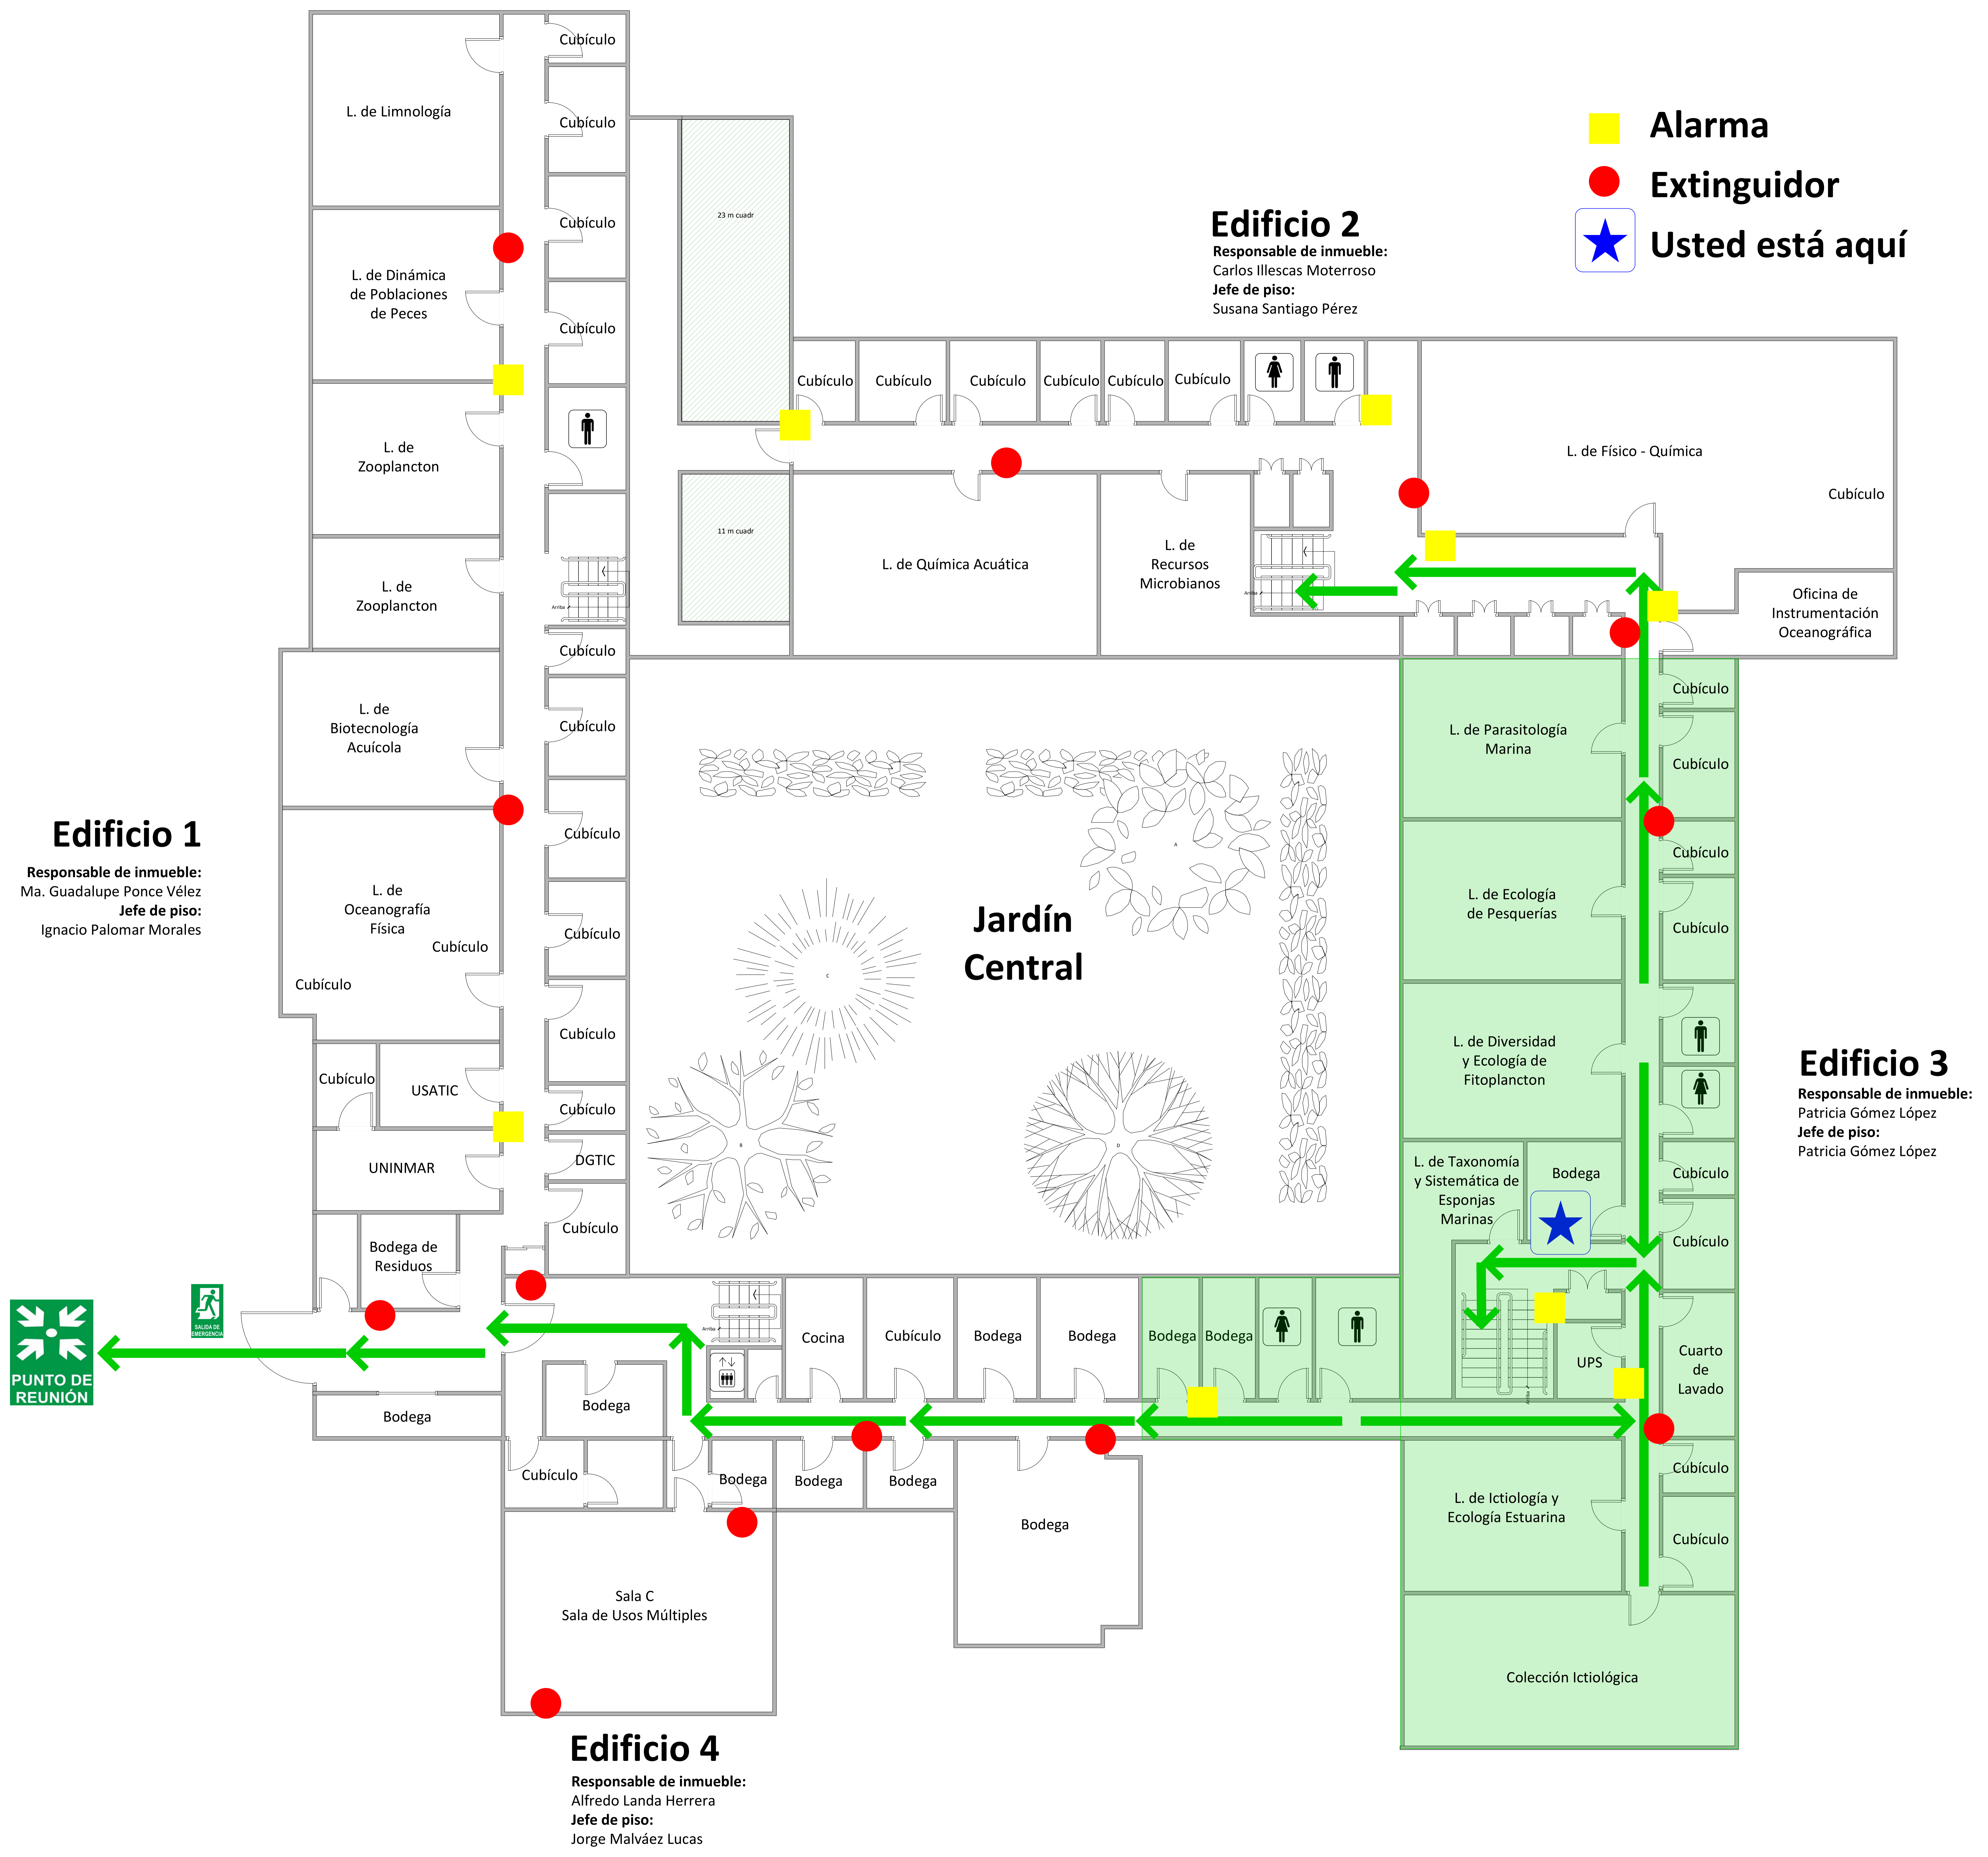 Alarma
Extinguidor
Usted está aquí
Edificio 2
Responsable de inmueble:
Carlos Illescas Moterroso
Jefe de piso:
Susana Santiago Pérez
Cubículo
L. de Limnología
Cubículo
Cubículo
23 m cuadr
L. de Dinámica
de Poblaciones
de Peces
Cubículo
Cubículo
Cubículo
Cubículo
Cubículo
Cubículo
Cubículo
L. de
Zooplancton
L. de Físico - Química
Cubículo
11 m cuadr
L. de Química Acuática
L. de
Recursos
Microbianos
L. de
Zooplancton
Arriba
Arriba
Oficina de
Instrumentación
Oceanográfica
Cubículo
Cubículo
L. de
Biotecnología
Acuícola
Cubículo
L. de Parasitología
Marina
Cubículo
Edificio 1
Responsable de inmueble:
Ma. Guadalupe Ponce Vélez
Jefe de piso:
Ignacio Palomar Morales
Cubículo
A
Cubículo
L. de
Oceanografía
Física
Cubículo
Cubículo
Cubículo
Jardín
Central
C
L. de Ecología
de Pesquerías
Cubículo
Cubículo
L. de Diversidad
y Ecología de
Fitoplancton
Edificio 3
Responsable de inmueble:
Patricia Gómez López
Jefe de piso:
Patricia Gómez López
Cubículo
USATIC
Cubículo
B
D
UNINMAR
DGTIC
L. de Taxonomía
y Sistemática de
Esponjas
Marinas
Bodega
Cubículo
Cubículo
Cubículo
Bodega de
Residuos
SALIDA DE
EMERGENCIA
PUNTO DE
REUNIÓN
Arriba
Cocina
Cubículo
Bodega
Bodega
Bodega
Bodega
UPS
Arriba
Cuarto
de
Lavado
Bodega
Bodega
Cubículo
Bodega
Bodega
Bodega
Bodega
L. de Ictiología y
Ecología Estuarina
Cubículo
Cubículo
Sala C
Sala de Usos Múltiples
Colección Ictiológica
Edificio 4
Responsable de inmueble:
Alfredo Landa Herrera
Jefe de piso:
Jorge Malváez Lucas